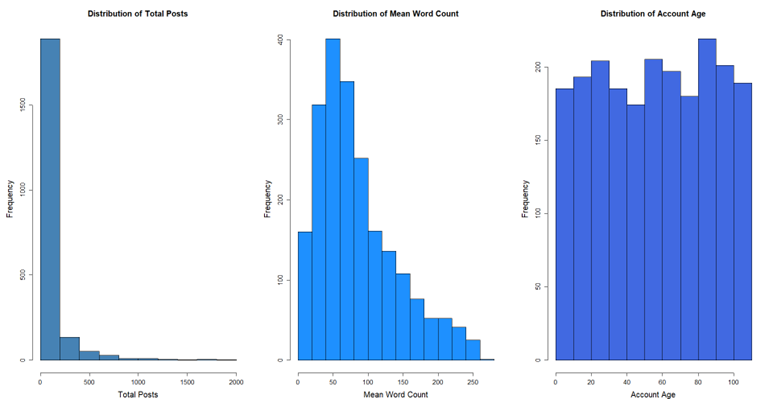 Distribution of Total Posts
Frequency
0
500
1000
1500
0 500 1000 1500 2000
Total Posts
Distribution of Mean Word Count
Frequency
0
100
200
300
400
0 50 100 150 200 250
Mean Word Count
Distribution of Account Age
Frequency
0
50
100
150
200
0 20 40 60 80 100
Account Age